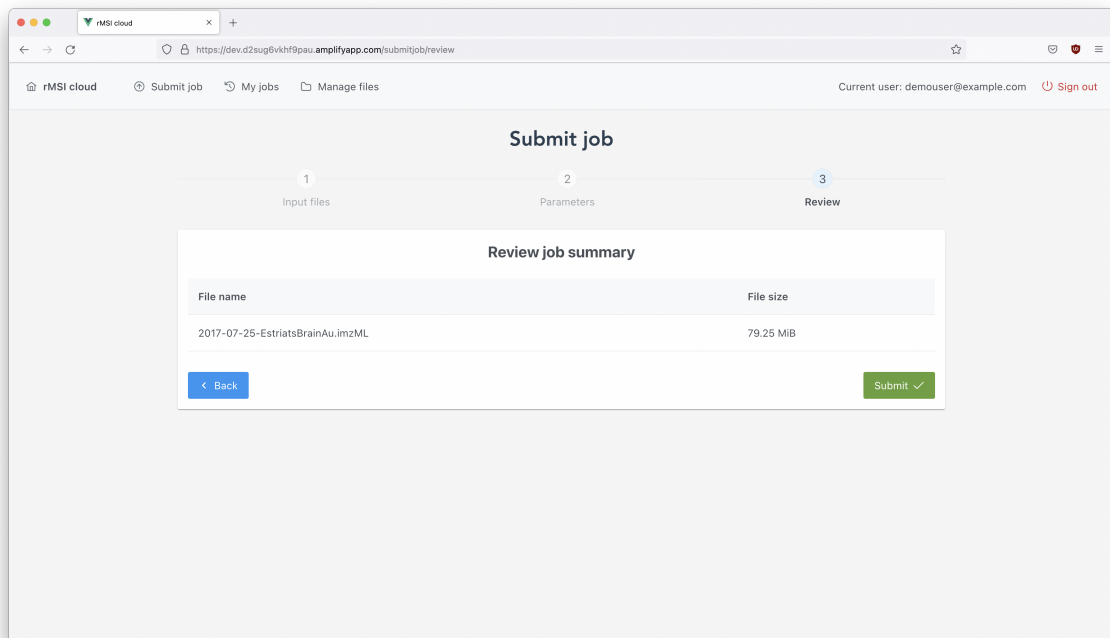 rMSI cloud
https://dev.d2sug6vkhf9pau.amplifyapp.com/submitjob/review
rMSI cloud Submit job My jobs Manage files Current user: demouser@example.com Sign out
Submit job
1 2 3
Input files Parameters Review
Review job summary
File name File size
2017-07-25-EstriatsBrainAu.imzML 79.25 MiB
Back Submit